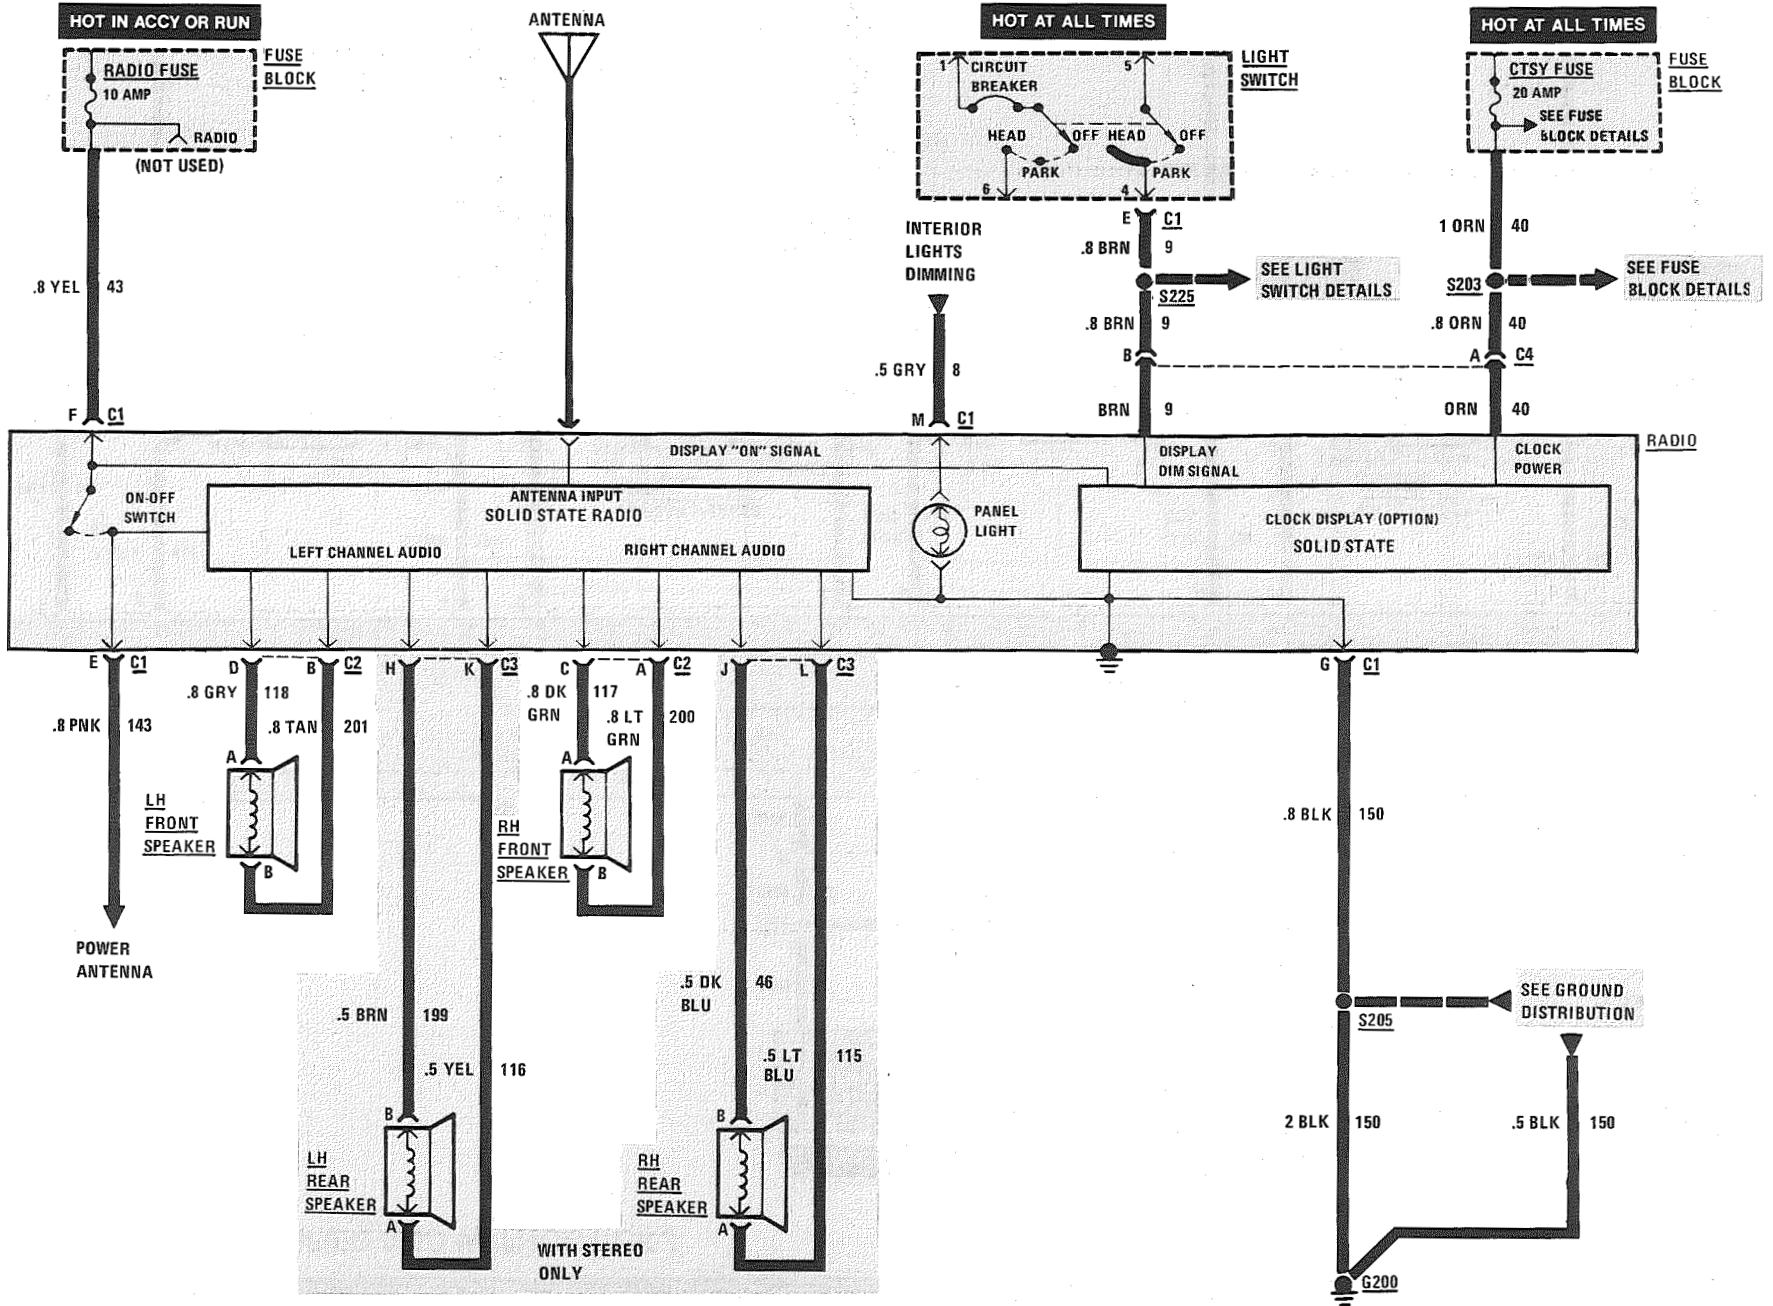 HOT IN ACCY OR RUN
RADIO FUSE
10 AMP
RADIO
(NOT USED)
FUSE
BLOCK
ANTENNA
HOT AT ALL TIMES
1
CIRCUIT
BREAKER
5
HEAD
OFF
HEAD
OFF
PARK
PARK
6
4
LIGHT
SWITCH
HOT AT ALL TIMES
CTSY FUSE
20 AMP
SEE FUSE
BLOCK DETAILS
FUSE
BLOCK
.8 YEL
43
F
C1
INTERIOR
LIGHTS
DIMMING
.5 GRY
8
M
C1
E
C1
.8 BRN
9
S225
SEE LIGHT
SWITCH DETAILS
.8 BRN
9
B
BRN
9
1 ORN
40
S203
SEE FUSE
BLOCK DETAILS
.8 ORN
40
A
C4
ORN
40
RADIO
DISPLAY "ON" SIGNAL
DISPLAY
DIM SIGNAL
CLOCK
POWER
ON-OFF
SWITCH
ANTENNA INPUT
SOLID STATE RADIO
LEFT CHANNEL AUDIO
RIGHT CHANNEL AUDIO
PANEL
LIGHT
CLOCK DISPLAY (OPTION)
SOLID STATE
E
C1
D
B
C2
H
K
C3
C
A
C2
J
L
C3
G
C1
.8 PNK
143
POWER
ANTENNA
.8 GRY
118
.8 TAN
201
A
LH
FRONT
SPEAKER
B
.8 DK
GRN
117
.8 LT
GRN
200
A
RH
FRONT
SPEAKER
B
.5 BRN
199
.5 YEL
116
B
LH
REAR
SPEAKER
A
.5 DK
BLU
46
.5 LT
BLU
115
B
RH
REAR
SPEAKER
A
WITH STEREO
ONLY
.8 BLK
150
S205
SEE GROUND
DISTRIBUTION
2 BLK
150
.5 BLK
150
G200